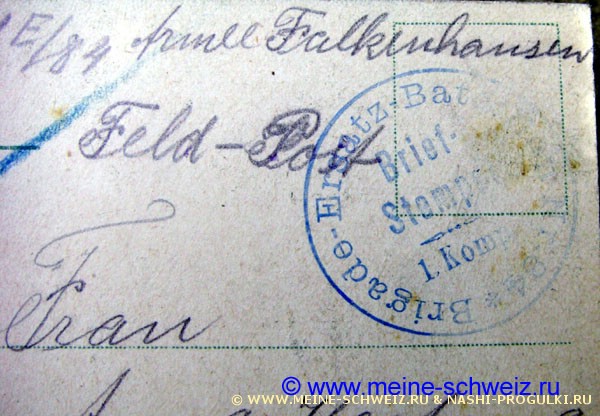 E/84 Armee Falkenhausen
Feld-Post
Brigade-Ersatz-Bat
Brief-
Stempel
1. Komp
Frau
© www.meine-schweiz.ru
© WWW.MEINE-SCHWEIZ.RU & NASHI-PROGULKI.RU